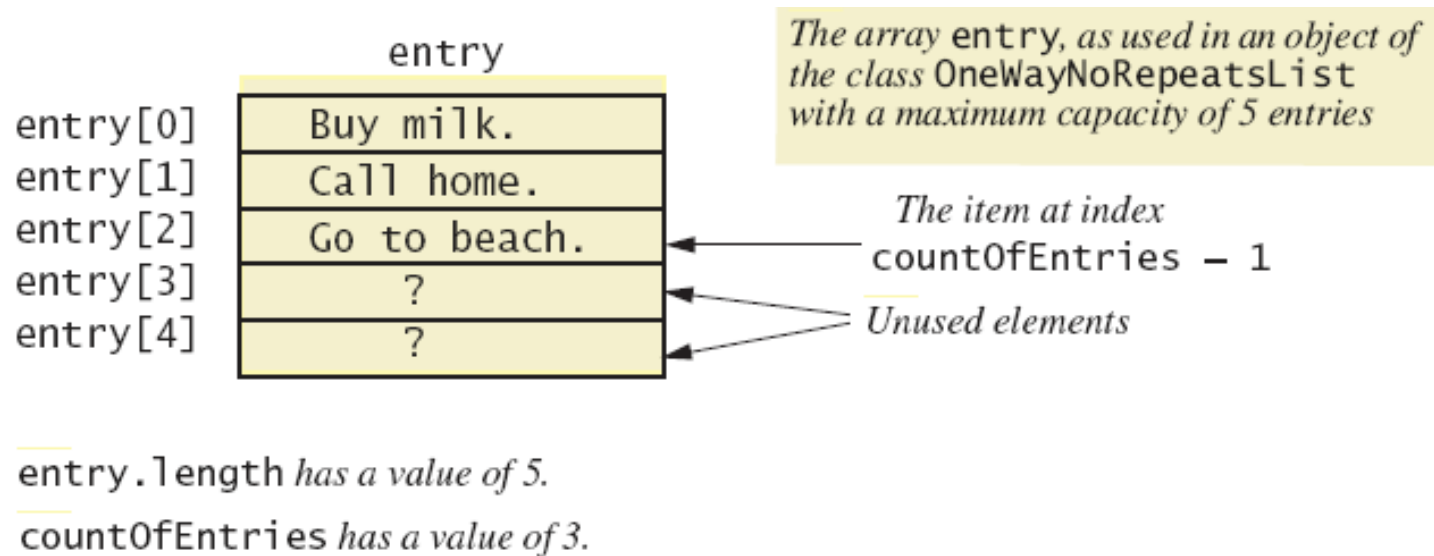 entry
The array entry, as used in an object of
the class OneWayNoRepeatsList
with a maximum capacity of 5 entries
entry[0] Buy milk.
entry[1] Call home.
entry[2] Go to beach.
entry[3] ?
entry[4] ?
The item at index
countOfEntries – 1
Unused elements
entry.length has a value of 5.
countOfEntries has a value of 3.